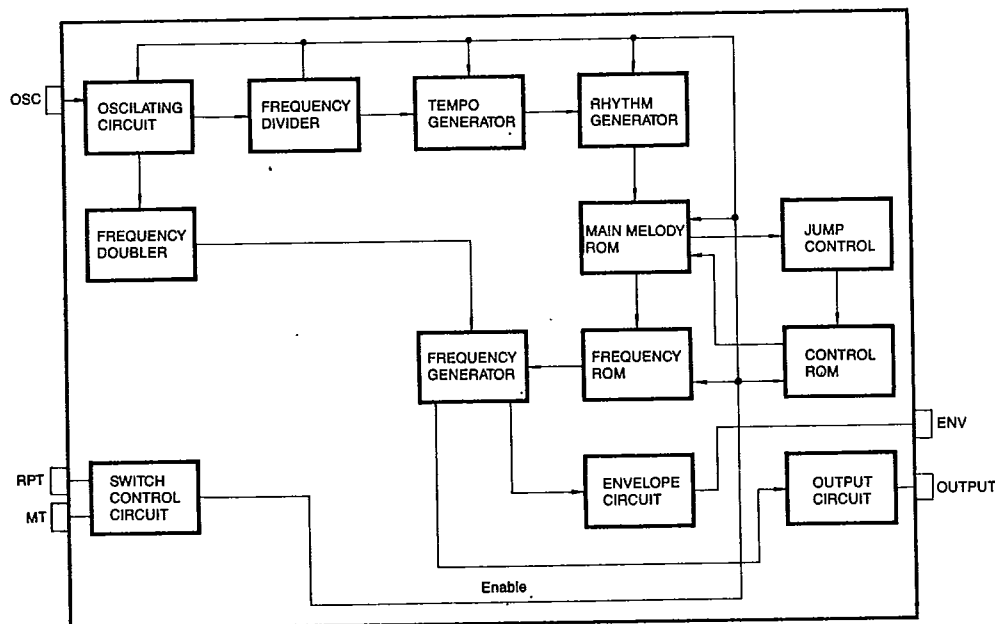 OSC
OSCILATING
CIRCUIT
FREQUENCY
DIVIDER
TEMPO
GENERATOR
RHYTHM
GENERATOR
FREQUENCY
DOUBLER
MAIN MELODY
ROM
JUMP
CONTROL
FREQUENCY
GENERATOR
FREQUENCY
ROM
CONTROL
ROM
ENV
RPT
MT
SWITCH
CONTROL
CIRCUIT
ENVELOPE
CIRCUIT
OUTPUT
CIRCUIT
OUTPUT
Enable